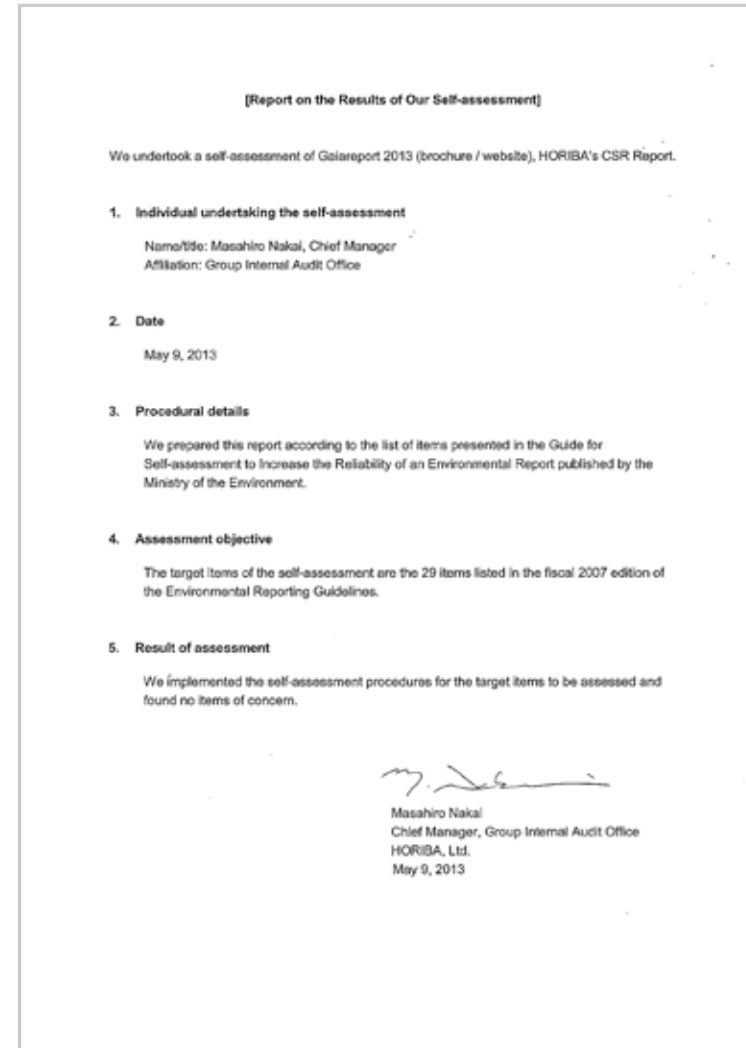 [Report on the Results of Our Self-assessment]
We undertook a self-assessment of Gaiareport 2013 (brochure / website), HORIBA's CSR Report.
1. Individual undertaking the self-assessment
Name/title: Masahiro Nakai, Chief Manager
Affiliation: Group Internal Audit Office
2. Date
May 9, 2013
3. Procedural details
We prepared this report according to the list of items presented in the Guide for
Self-assessment to Increase the Reliability of an Environmental Report published by the
Ministry of the Environment.
4. Assessment objective
The target items of the self-assessment are the 29 items listed in the fiscal 2007 edition of
the Environmental Reporting Guidelines.
5. Result of assessment
We implemented the self-assessment procedures for the target items to be assessed and
found no items of concern.
M. Nakai
Masahiro Nakai
Chief Manager, Group Internal Audit Office
HORIBA, Ltd.
May 9, 2013